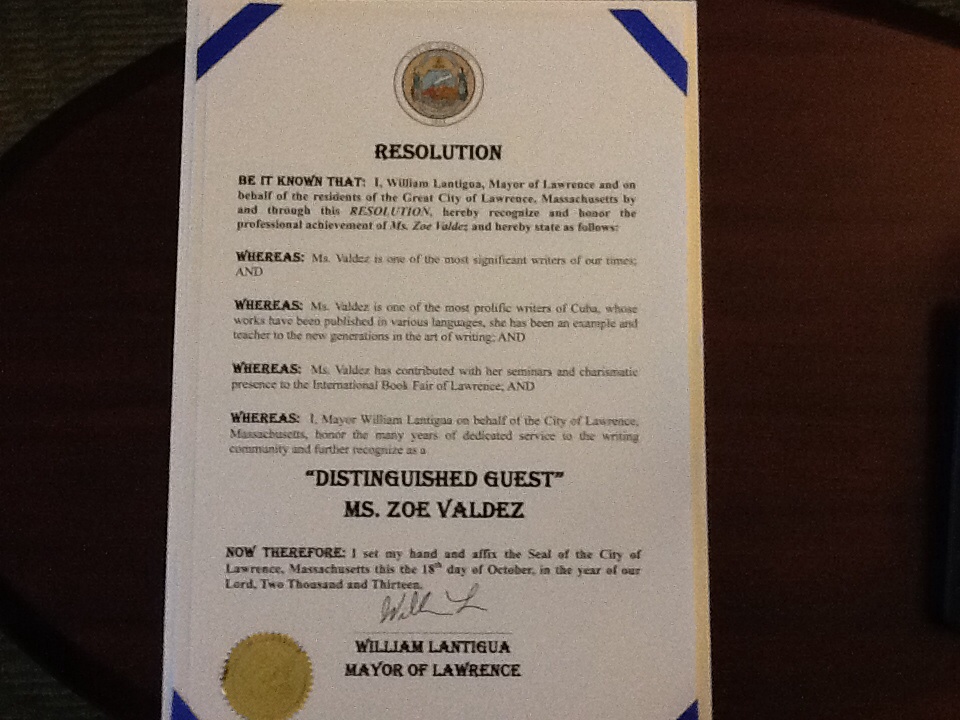 RESOLUTION
BE IT KNOWN THAT: I, William Lantigua, Mayor of Lawrence and on
behalf of the residents of the Great City of Lawrence, Massachusetts by
and through this RESOLUTION, hereby recognize and honor the
professional achievement of Ms. Zoe Valdez and hereby state as follows:
WHEREAS: Ms. Valdez is one of the most significant writers of our times;
AND
WHEREAS: Ms. Valdez is one of the most prolific writers of Cuba, whose
works have been published in various languages, she has been an example and
teacher to the new generations in the art of writing; AND
WHEREAS: Ms. Valdez has contributed with her seminars and charismatic
presence to the International Book Fair of Lawrence; AND
WHEREAS: I, Mayor William Lantigua on behalf of the City of Lawrence,
Massachusetts, honor the many years of dedicated service to the writing
community and further recognize as a
"DISTINGUISHED GUEST"
MS. ZOE VALDEZ
NOW THEREFORE: I set my hand and affix the Seal of the City of
Lawrence, Massachusetts this the 18th day of October, in the year of our
Lord, Two Thousand and Thirteen.
WILLIAM LANTIGUA
MAYOR OF LAWRENCE